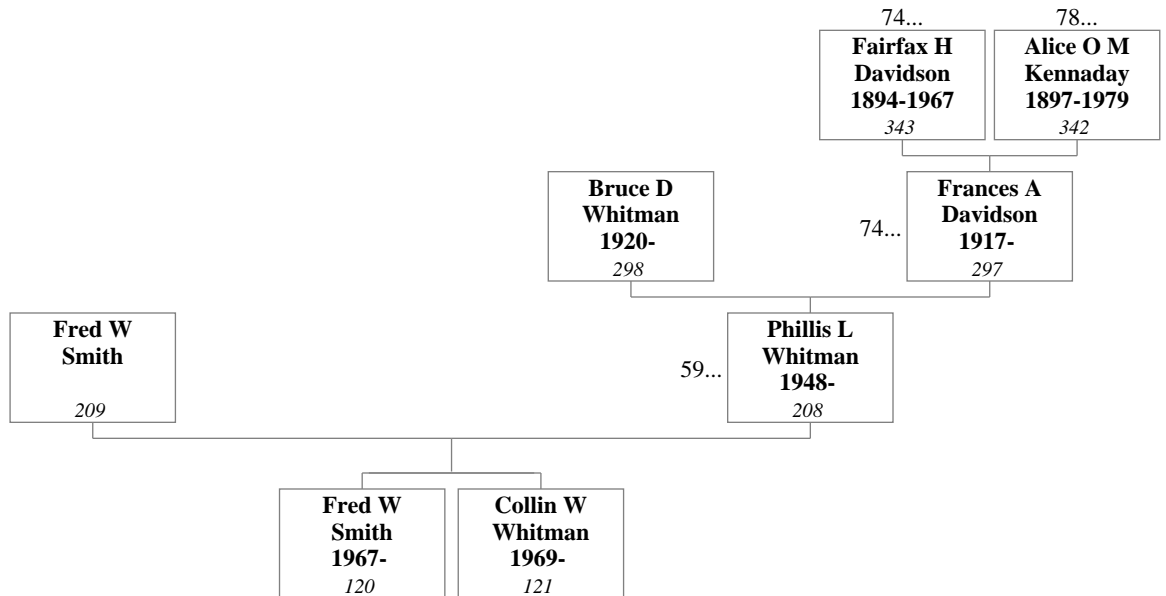 74...
78...
Fairfax H
Davidson
1894-1967
343
Alice O M
Kennaday
1897-1979
342
Bruce D
Whitman
1920-
298
74...
Frances A
Davidson
1917-
297
Fred W
Smith
209
59...
Phillis L
Whitman
1948-
208
Fred W
Smith
1967-
120
Collin W
Whitman
1969-
121